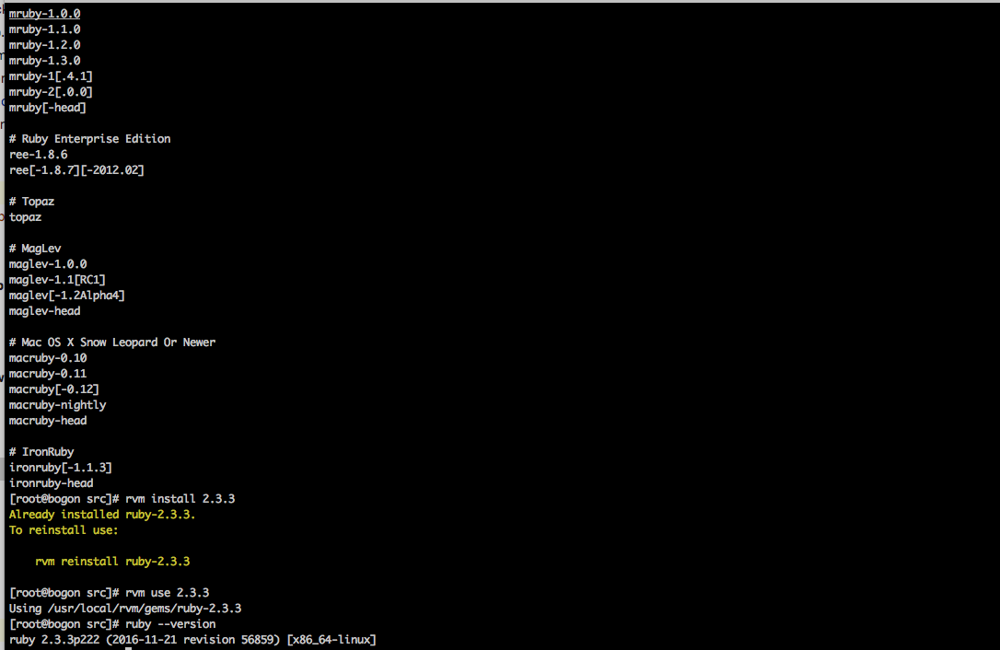 mruby-1.0.0
mruby-1.1.0
mruby-1.2.0
mruby-1.3.0
mruby-1[.4.1]
mruby-2[.0.0]
mruby[-head]
# Ruby Enterprise Edition
ree-1.8.6
ree[-1.8.7][-2012.02]
# Topaz
topaz
# MagLev
maglev-1.0.0
maglev-1.1[RC1]
maglev[-1.2Alpha4]
maglev-head
# Mac OS X Snow Leopard Or Newer
macruby-0.10
macruby-0.11
macruby[-0.12]
macruby-nightly
macruby-head
# IronRuby
ironruby[-1.1.3]
ironruby-head
[root@bogon src]# rvm install 2.3.3
Already installed ruby-2.3.3.
To reinstall use:
rvm reinstall ruby-2.3.3
[root@bogon src]# rvm use 2.3.3
Using /usr/local/rvm/gems/ruby-2.3.3
[root@bogon src]# ruby --version
ruby 2.3.3p222 (2016-11-21 revision 56859) [x86_64-linux]